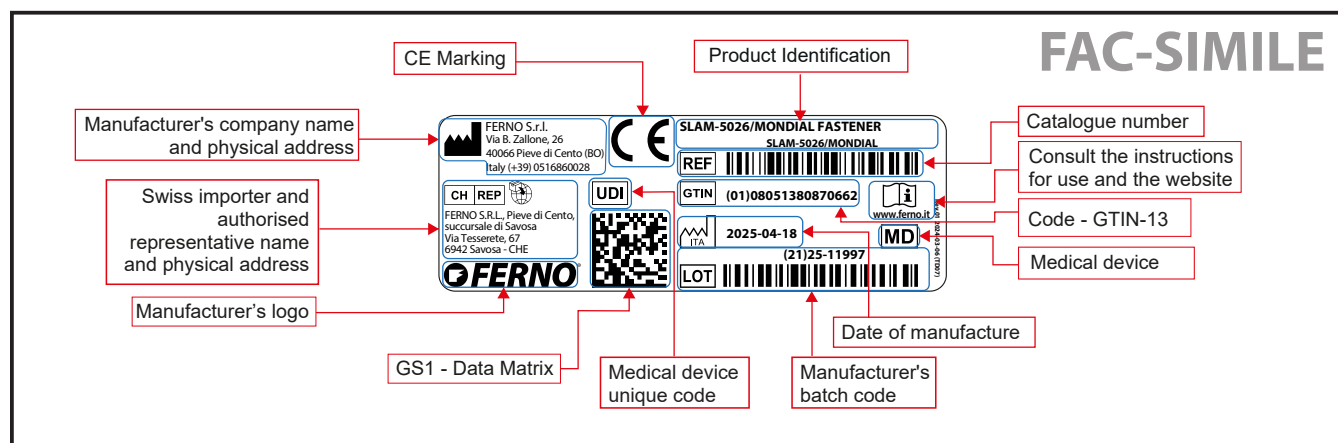 FAC-SIMILE
CE Marking
Product Identification
Manufacturer's company name
and physical address
Catalogue number
Consult the instructions
for use and the website
Swiss importer and
authorised
representative name
and physical address
Code - GTIN-13
Medical device
Manufacturer’s logo
Date of manufacture
GS1 - Data Matrix
Medical device
unique code
Manufacturer's
batch code
FERNO S.r.l.
Via B. Zallone, 26
40066 Pieve di Cento (BO)
Italy (+39) 0516860028
CE
SLAM-5026/MONDIAL FASTENER
SLAM-5026/MONDIAL
REF
CH REP
FERNO S.R.L., Pieve di Cento,
succursale di Savosa
Via Tesserete, 67
6942 Savosa - CHE
UDI
GTIN (01)08051380870662
i
www.ferno.it
ITA
2025-04-18
MD
(21)25-11997
LOT
FERNO